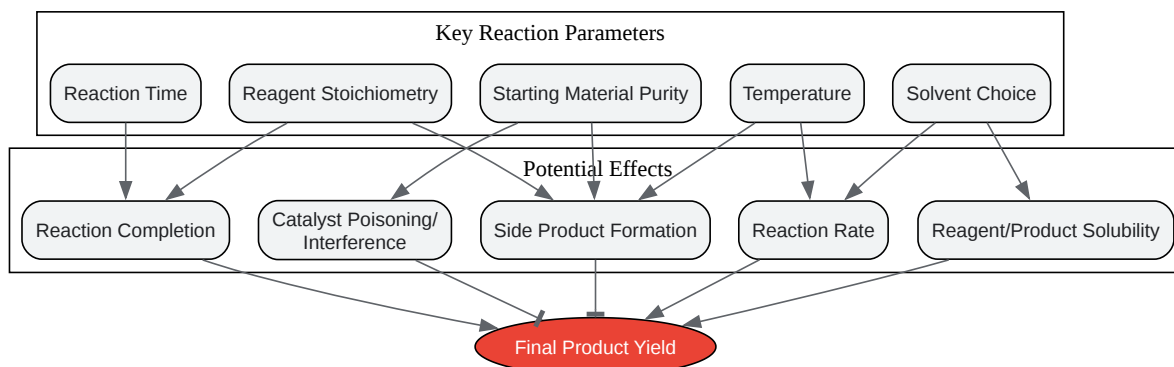 Key Reaction Parameters
Reaction Time
Reagent Stoichiometry
Starting Material Purity
Temperature
Solvent Choice
Potential Effects
Reaction Completion
Catalyst Poisoning/
Interference
Side Product Formation
Reaction Rate
Reagent/Product Solubility
Final Product Yield